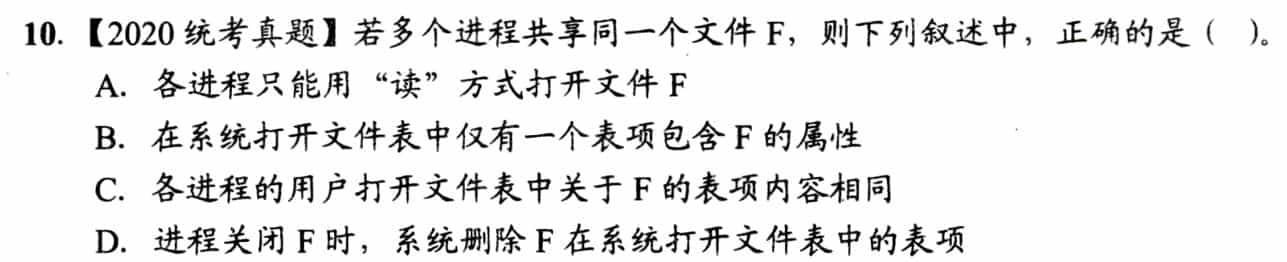 10. 【2020 统考真题】若多个进程共享同一个文件 F，则下列叙述中，正确的是（ ）。
A. 各进程只能用“读”方式打开文件 F
B. 在系统打开文件表中仅有一个表项包含 F 的属性
C. 各进程的用户打开文件表中关于 F 的表项内容相同
D. 进程关闭 F 时，系统删除 F 在系统打开文件表中的表项